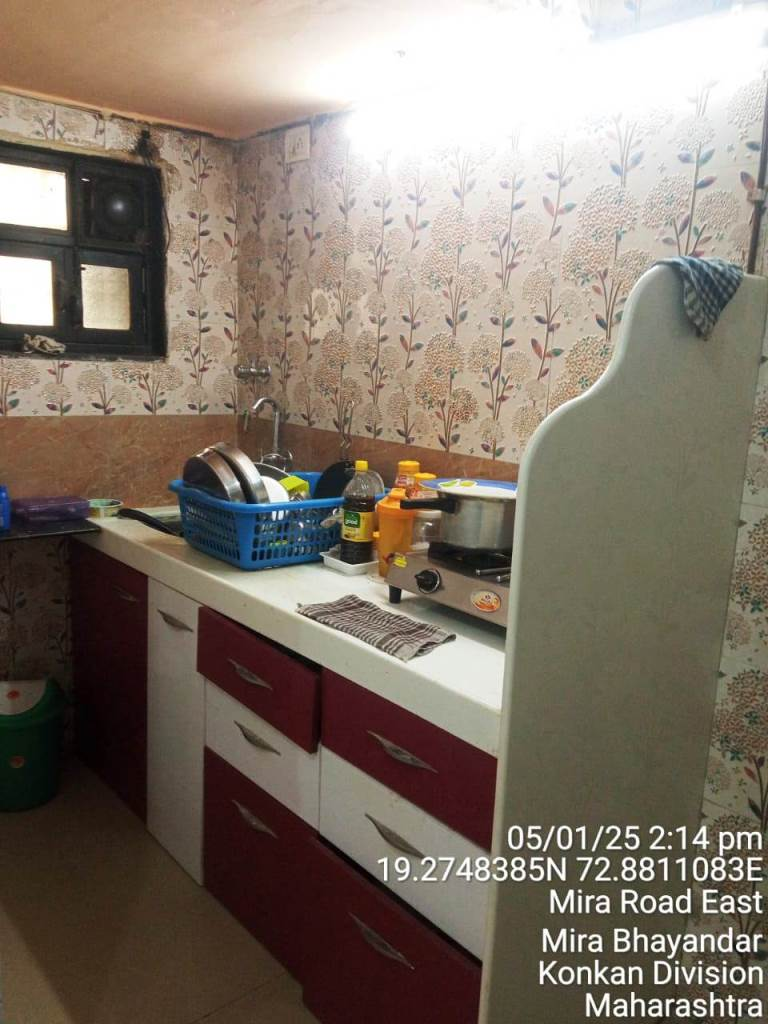 05/01/25 2:14 pm
19.2748385N 72.8811083E
Mira Road East
Mira Bhayandar
Konkan Division
Maharashtra